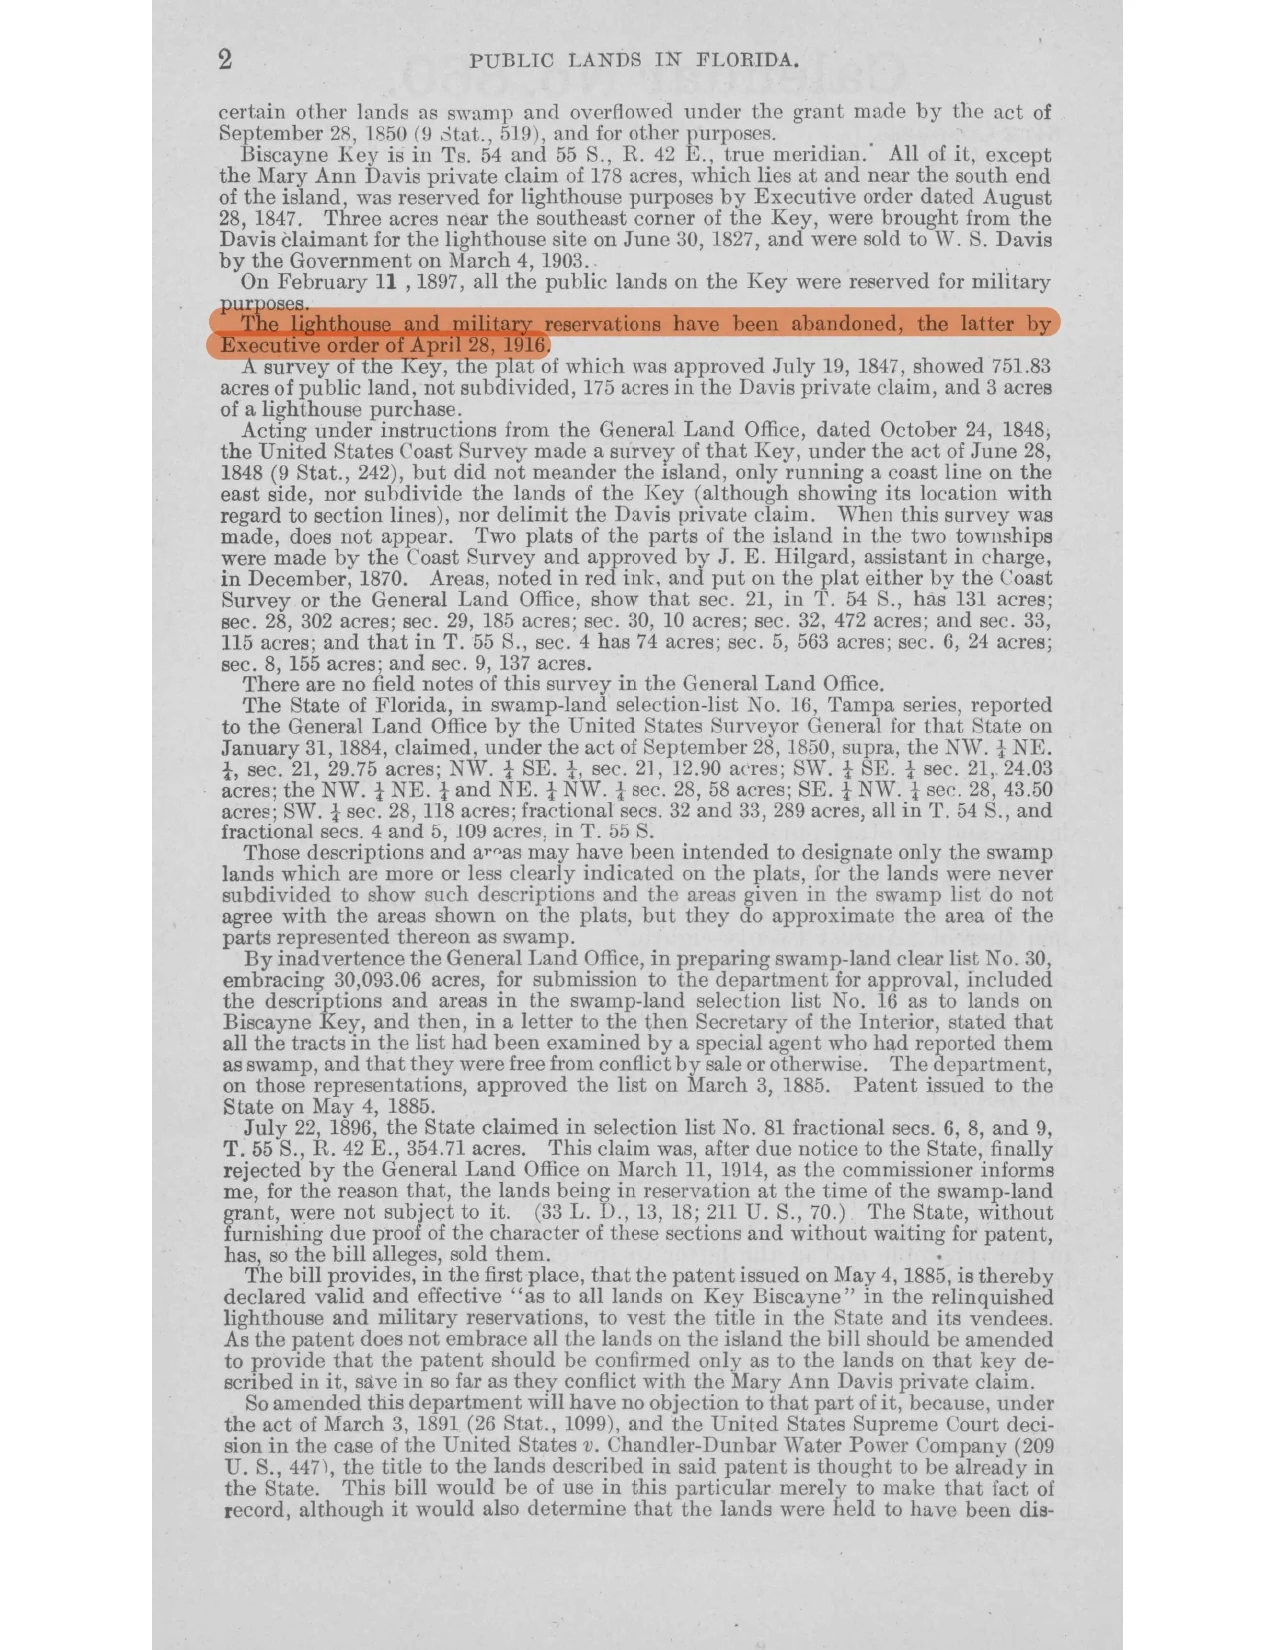 2 PUBLIC LANDS IN FLORIDA.
certain other lands as swamp and overflowed under the grant made by the act of
September 28, 1850 (9 Stat., 519), and for other purposes.
Biscayne Key is in Ts. 54 and 55 S., R. 42 E., true meridian. All of it, except
the Mary Ann Davis private claim of 178 acres, which lies at and near the south end
of the island, was reserved for lighthouse purposes by Executive order dated August
28, 1847. Three acres near the southeast corner of the Key, were brought from the
Davis claimant for the lighthouse site on June 30, 1827, and were sold to W. S. Davis
by the Government on March 4, 1903.
On February 11 , 1897, all the public lands on the Key were reserved for military
purposes.
The lighthouse and military reservations have been abandoned, the latter by
Executive order of April 28, 1916.
A survey of the Key, the plat of which was approved July 19, 1847, showed 751.83
acres of public land, not subdivided, 175 acres in the Davis private claim, and 3 acres
of a lighthouse purchase.
Acting under instructions from the General Land Office, dated October 24, 1848,
the United States Coast Survey made a survey of that Key, under the act of June 28,
1848 (9 Stat., 242), but did not meander the island, only running a coast line on the
east side, nor subdivide the lands of the Key (although showing its location with
regard to section lines), nor delimit the Davis private claim. When this survey was
made, does not appear. Two plats of the parts of the island in the two townships
were made by the Coast Survey and approved by J. E. Hilgard, assistant in charge,
in December, 1870. Areas, noted in red ink, and put on the plat either by the Coast
Survey or the General Land Office, show that sec. 21, in T. 54 S., has 131 acres;
sec. 28, 302 acres; sec. 29, 185 acres; sec. 30, 10 acres; sec. 32, 472 acres; and sec. 33,
115 acres; and that in T. 55 S., sec. 4 has 74 acres; sec. 5, 563 acres; sec. 6, 24 acres;
sec. 8, 155 acres; and sec. 9, 137 acres.
There are no field notes of this survey in the General Land Office.
The State of Florida, in swamp-land selection-list No. 16, Tampa series, reported
to the General Land Office by the United States Surveyor General for that State on
January 31, 1884, claimed, under the act of September 28, 1850, supra, the NW. ¼ NE.
¼, sec. 21, 29.75 acres; NW. ¼ SE. ¼, sec. 21, 12.90 acres; SW. ¼ SE. ¼ sec. 21, 24.03
acres; the NW. ¼ NE. ¼ and NE. ¼ NW. ¼ sec. 28, 58 acres; SE. ¼ NW. ¼ sec. 28, 43.50
acres; SW. ¼ sec. 28, 118 acres; fractional secs. 32 and 33, 289 acres, all in T. 54 S., and
fractional secs. 4 and 5, 109 acres, in T. 55 S.
Those descriptions and areas may have been intended to designate only the swamp
lands which are more or less clearly indicated on the plats, for the lands were never
subdivided to show such descriptions and the areas given in the swamp list do not
agree with the areas shown on the plats, but they do approximate the area of the
parts represented thereon as swamp.
By inadvertence the General Land Office, in preparing swamp-land clear list No. 30,
embracing 30,093.06 acres, for submission to the department for approval, included
the descriptions and areas in the swamp-land selection list No. 16 as to lands on
Biscayne Key, and then, in a letter to the then Secretary of the Interior, stated that
all the tracts in the list had been examined by a special agent who had reported them
as swamp, and that they were free from conflict by sale or otherwise. The department,
on those representations, approved the list on March 3, 1885. Patent issued to the
State on May 4, 1885.
July 22, 1896, the State claimed in selection list No. 81 fractional secs. 6, 8, and 9,
T. 55 S., R. 42 E., 354.71 acres. This claim was, after due notice to the State, finally
rejected by the General Land Office on March 11, 1914, as the commissioner informs
me, for the reason that, the lands being in reservation at the time of the swamp-land
grant, were not subject to it. (33 L. D., 13, 18; 211 U. S., 70.) The State, without
furnishing due proof of the character of these sections and without waiting for patent,
has, so the bill alleges, sold them.
The bill provides, in the first place, that the patent issued on May 4, 1885, is thereby
declared valid and effective "as to all lands on Key Biscayne" in the relinquished
lighthouse and military reservations, to vest the title in the State and its vendees.
As the patent does not embrace all the lands on the island the bill should be amended
to provide that the patent should be confirmed only as to the lands on that key de-
scribed in it, save in so far as they conflict with the Mary Ann Davis private claim.
So amended this department will have no objection to that part of it, because, under
the act of March 3, 1891 (26 Stat., 1099), and the United States Supreme Court deci-
sion in the case of the United States v. Chandler-Dunbar Water Power Company (209
U. S., 447), the title to the lands described in said patent is thought to be already in
the State. This bill would be of use in this particular merely to make that fact of
record, although it would also determine that the lands were held to have been dis-